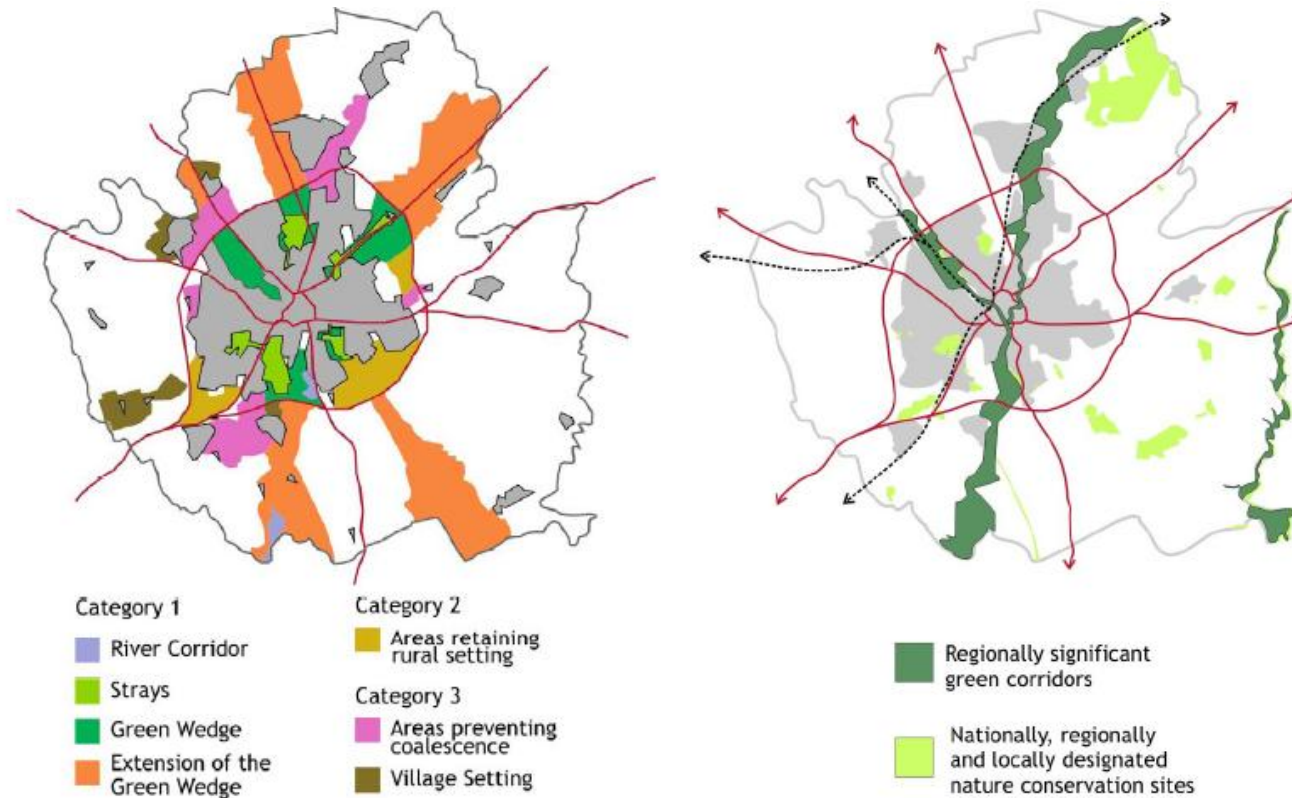 Category 1
River Corridor
Strays
Green Wedge
Extension of the
Green Wedge
Category 2
Areas retaining
rural setting
Category 3
Areas preventing
coalescence
Village Setting
Regionally significant
green corridors
Nationally, regionally
and locally designated
nature conservation sites